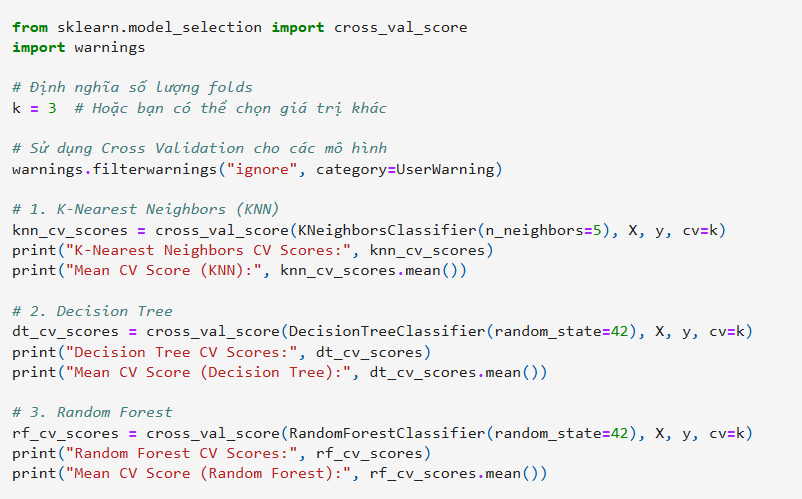 from sklearn.model_selection import cross_val_score
import warnings
# Định nghĩa số lượng folds
k = 3  # Hoặc bạn có thể chọn giá trị khác
# Sử dụng Cross Validation cho các mô hình
warnings.filterwarnings("ignore", category=UserWarning)
# 1. K-Nearest Neighbors (KNN)
knn_cv_scores = cross_val_score(KNeighborsClassifier(n_neighbors=5), X, y, cv=k)
print("K-Nearest Neighbors CV Scores:", knn_cv_scores)
print("Mean CV Score (KNN):", knn_cv_scores.mean())
# 2. Decision Tree
dt_cv_scores = cross_val_score(DecisionTreeClassifier(random_state=42), X, y, cv=k)
print("Decision Tree CV Scores:", dt_cv_scores)
print("Mean CV Score (Decision Tree):", dt_cv_scores.mean())
# 3. Random Forest
rf_cv_scores = cross_val_score(RandomForestClassifier(random_state=42), X, y, cv=k)
print("Random Forest CV Scores:", rf_cv_scores)
print("Mean CV Score (Random Forest):", rf_cv_scores.mean())